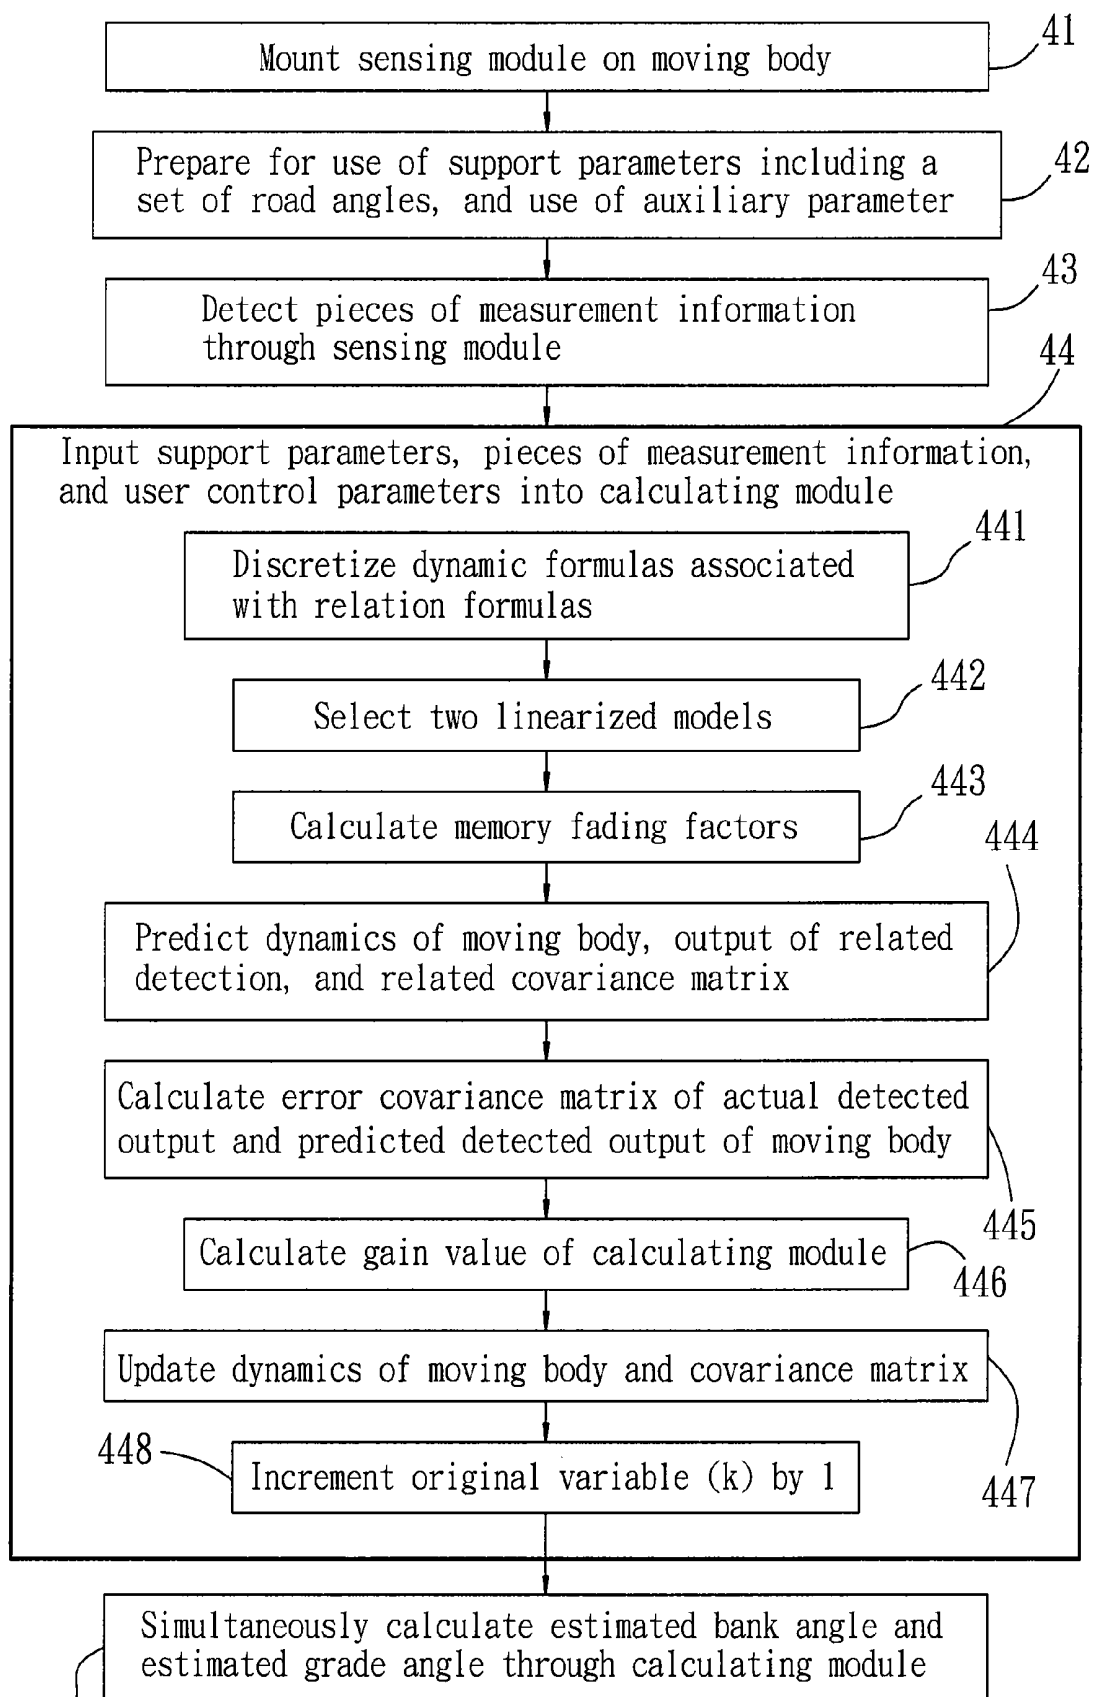 Mount sensing module on moving body
41
Prepare for use of support parameters including a
set of road angles, and use of auxiliary parameter
42
Detect pieces of measurement information
through sensing module
43
44
Input support parameters, pieces of measurement information,
and user control parameters into calculating module
Discretize dynamic formulas associated
with relation formulas
441
Select two linearized models
442
Calculate memory fading factors
443
Predict dynamics of moving body, output of related
detection, and related covariance matrix
444
Calculate error covariance matrix of actual detected
output and predicted detected output of moving body
445
Calculate gain value of calculating module
446
Update dynamics of moving body and covariance matrix
447
448
Increment original variable (k) by 1
Simultaneously calculate estimated bank angle and
estimated grade angle through calculating module